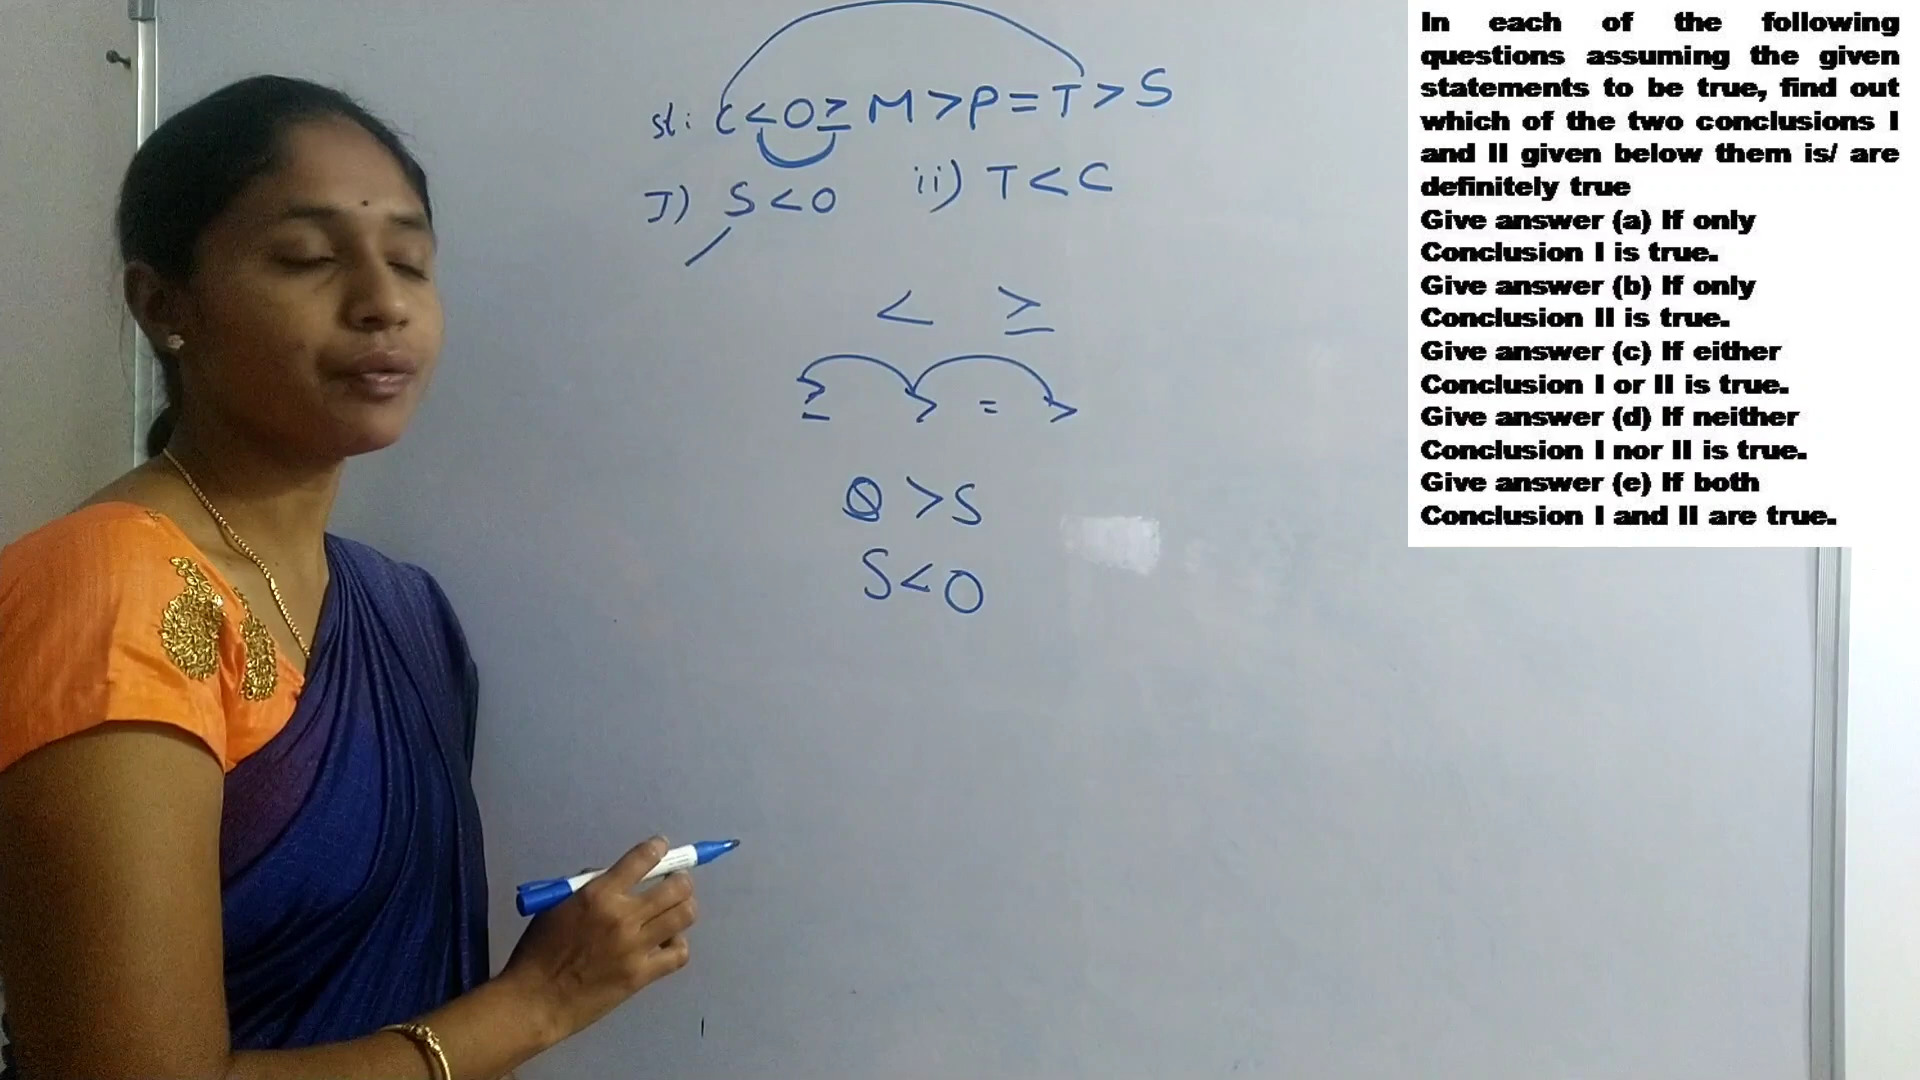 st: C < O ≥ M > P = T > S
I) S < O ii) T < C
< ≥
≥ > = >
O > S
S < O
In each of the following
questions assuming the given
statements to be true, find out
which of the two conclusions I
and II given below them is/ are
definitely true
Give answer (a) If only
Conclusion I is true.
Give answer (b) If only
Conclusion II is true.
Give answer (c) If either
Conclusion I or II is true.
Give answer (d) If neither
Conclusion I nor II is true.
Give answer (e) If both
Conclusion I and II are true.